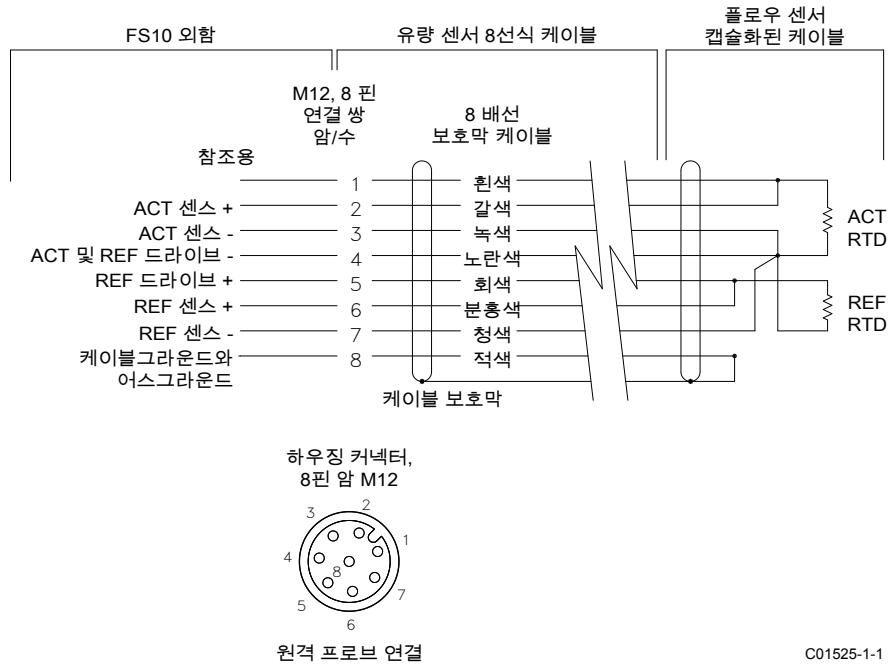 FS10 외함
유량 센서 8선식 케이블
플로우 센서
캡슐화된 케이블
M12, 8 핀
연결 쌍
암/수
8 배선
보호막 케이블
참조용
1 흰색
ACT 센스 + 2 갈색
ACT 센스 - 3 녹색
ACT 및 REF 드라이브 - 4 노란색
REF 드라이브 + 5 회색
REF 센스 + 6 분홍색
REF 센스 - 7 청색
케이블그라운드와 8 적색
어스그라운드
ACT
RTD
REF
RTD
케이블 보호막
하우징 커넥터,
8핀 암 M12
3 2
1
4
8
5 7
6
원격 프로브 연결
C01525-1-1